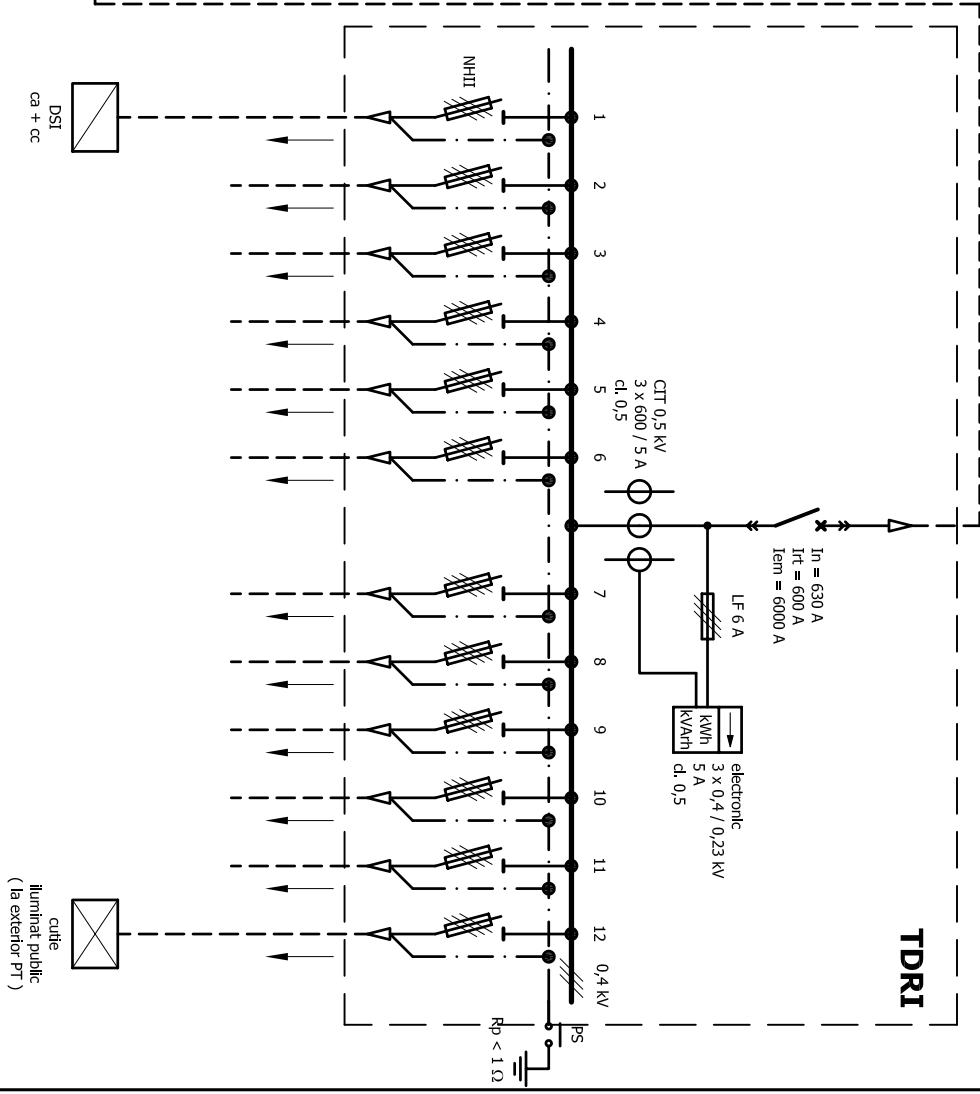 TDRI
In = 630 A
Irt = 600 A
Iem = 6000 A
LF 6 A
electronic
3 x 0,4 / 0,23 kV
5 A
cl. 0,5
kWh
kVArh
CIT 0,5 kV
3 x 600 / 5 A
cl. 0,5
1
2
3
4
5
6
7
8
9
10
11
12
0,4 kV
PS
Rp < 1 Ω
NHII
DSI
ca + cc
cutie
iluminat public
( la exterior PT )